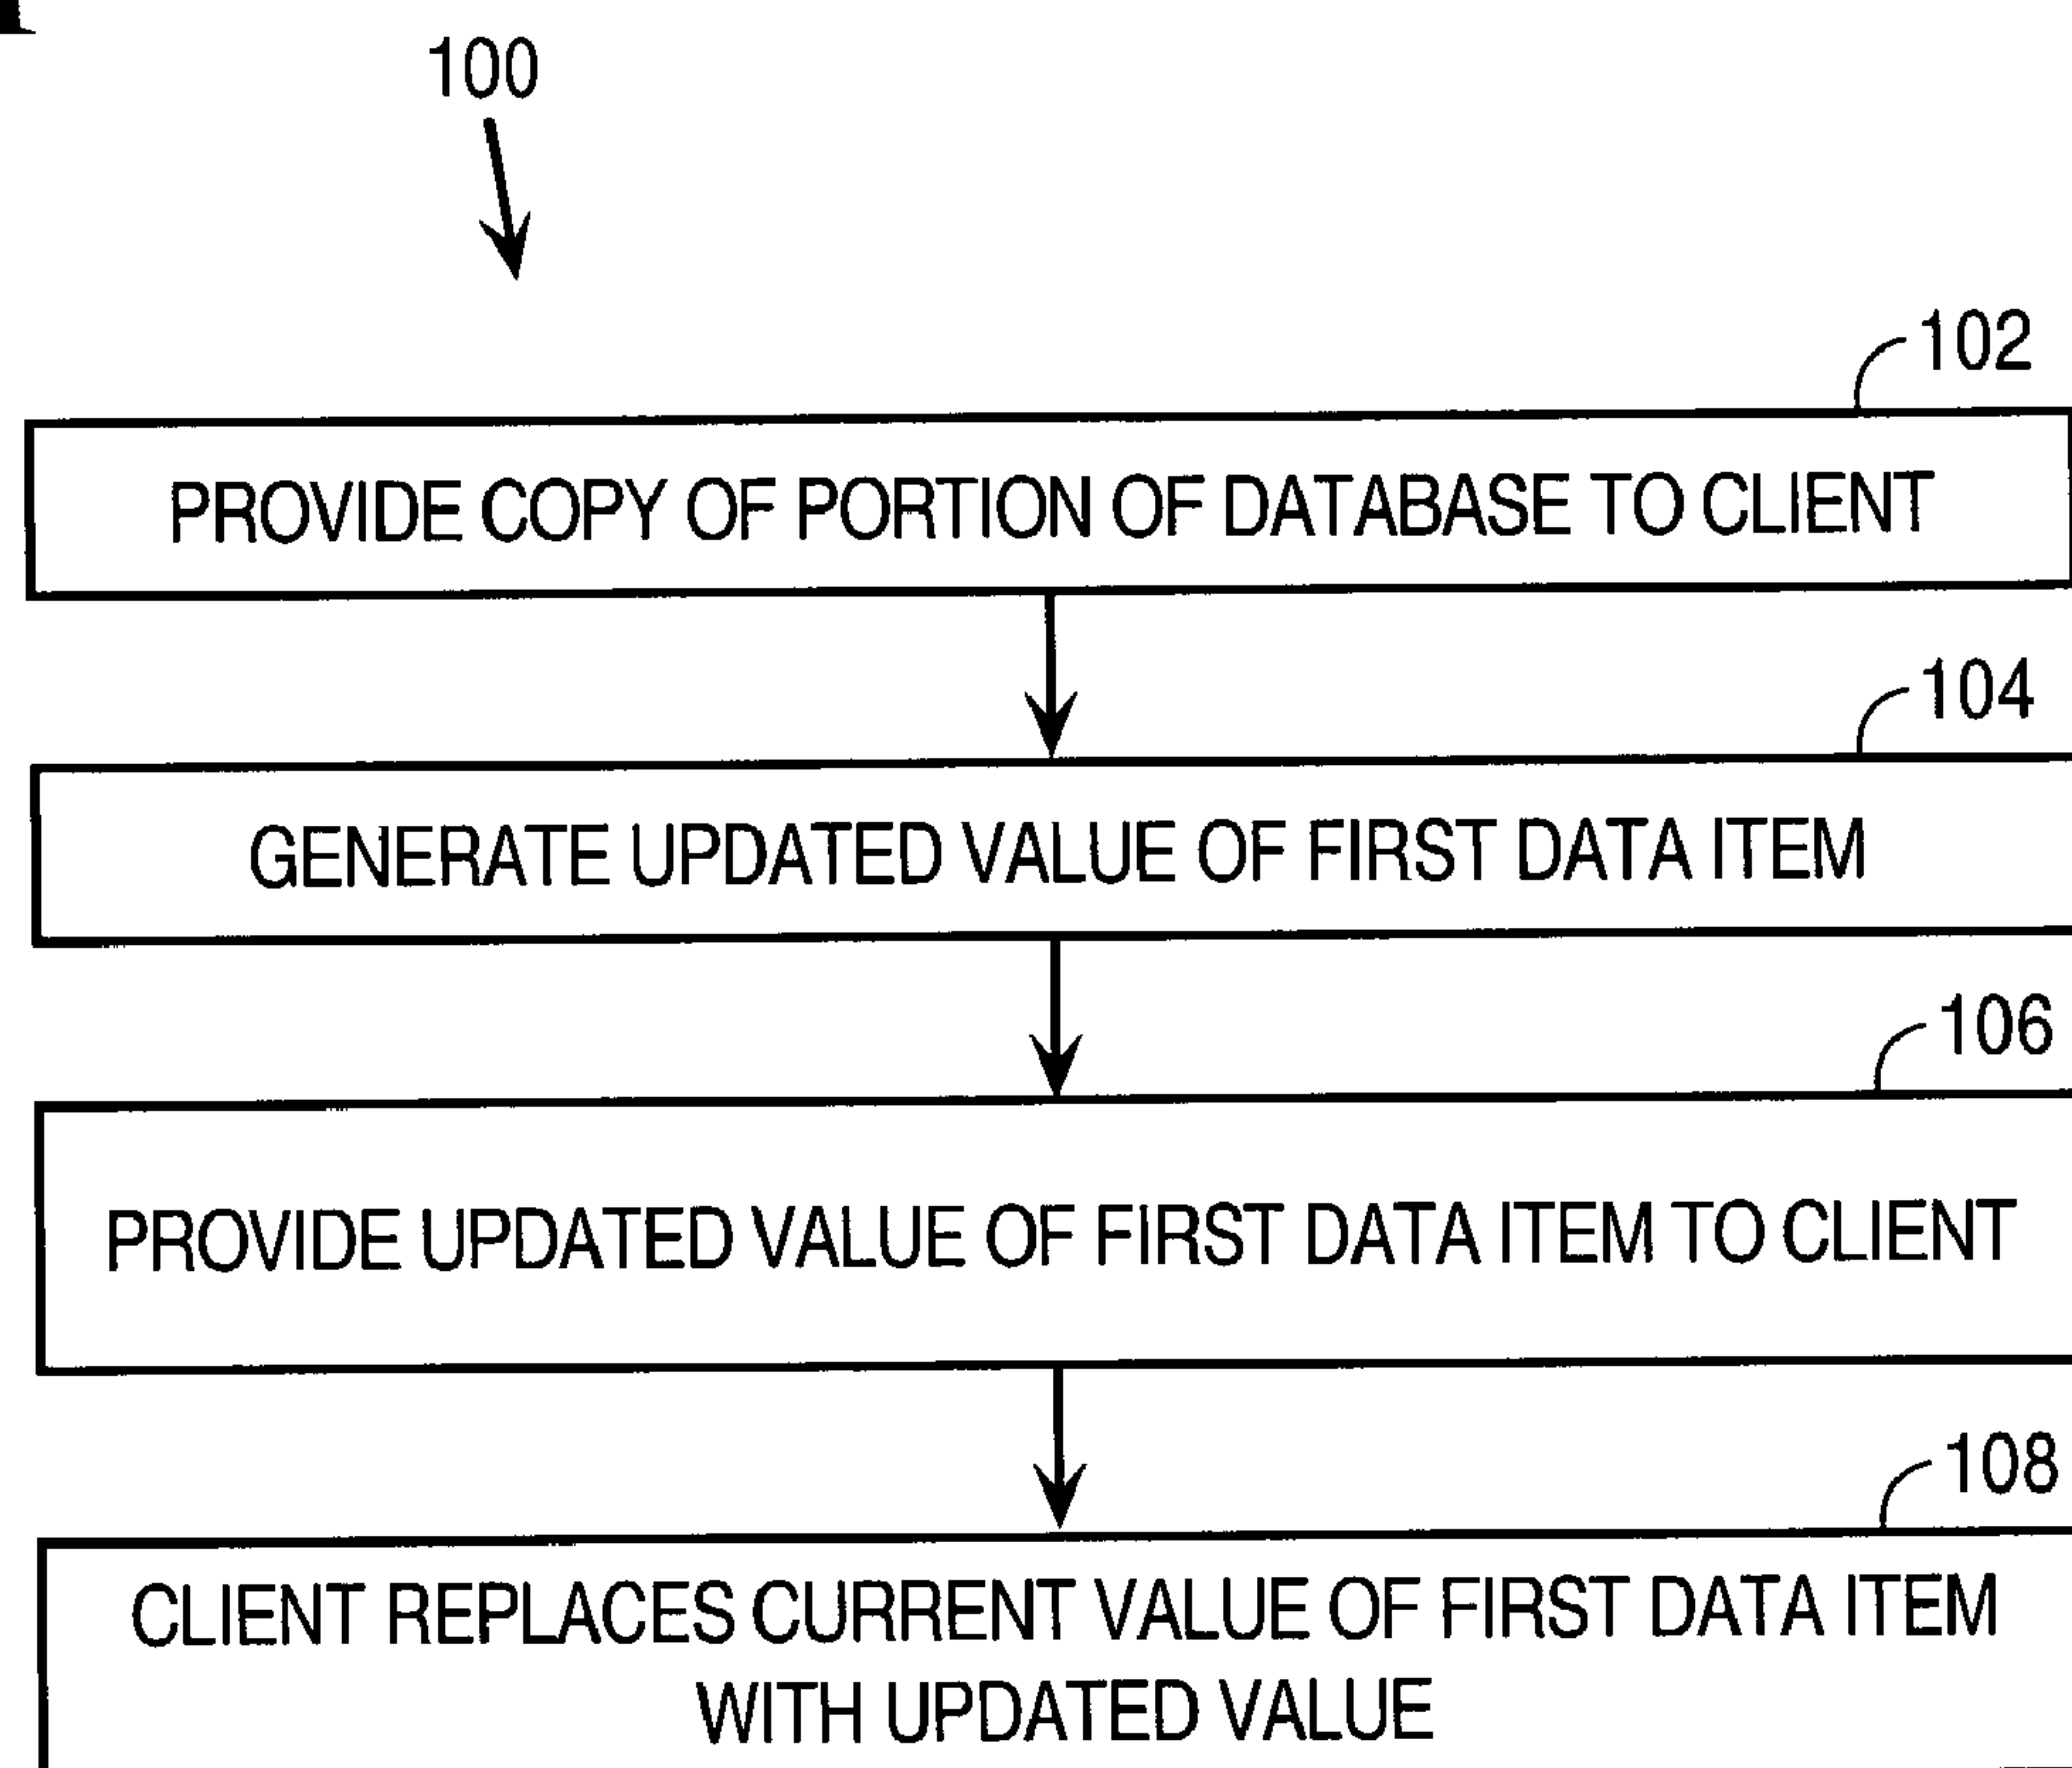 100
102
PROVIDE COPY OF PORTION OF DATABASE TO CLIENT
104
GENERATE UPDATED VALUE OF FIRST DATA ITEM
106
PROVIDE UPDATED VALUE OF FIRST DATA ITEM TO CLIENT
108
CLIENT REPLACES CURRENT VALUE OF FIRST DATA ITEM
WITH UPDATED VALUE